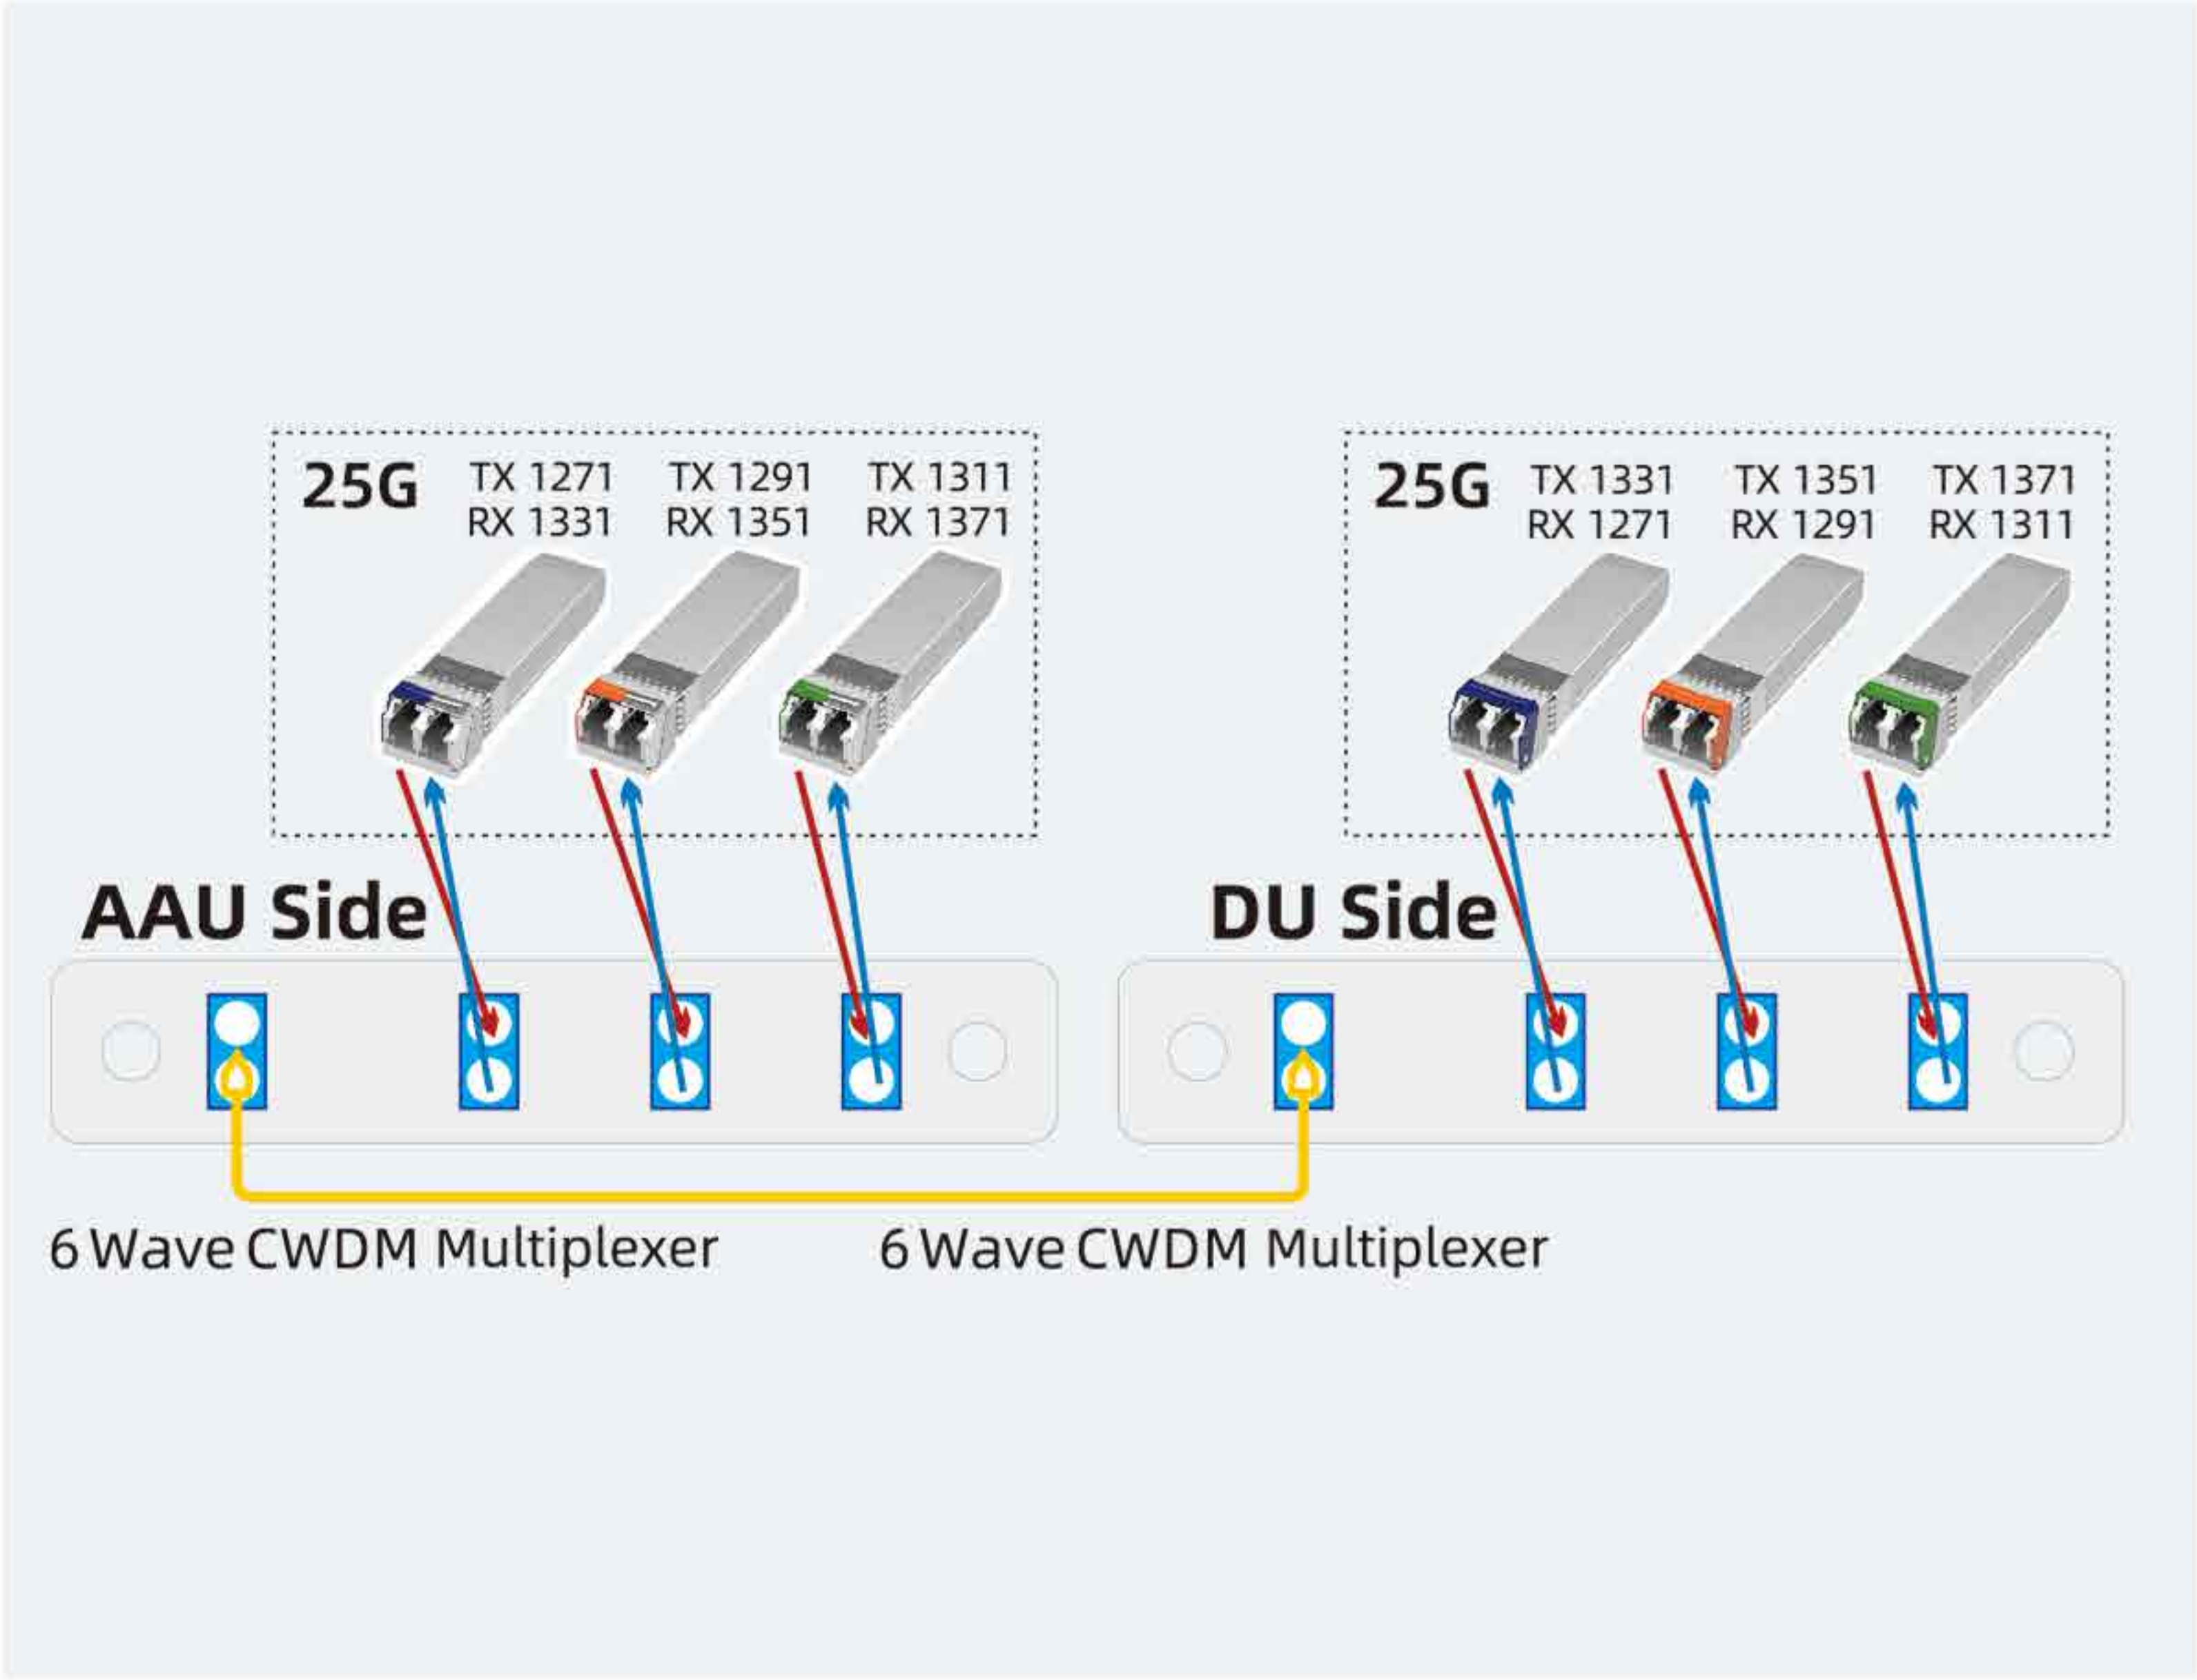 25G
TX 1271
RX 1331
TX 1291
RX 1351
TX 1311
RX 1371
25G
TX 1331
RX 1271
TX 1351
RX 1291
TX 1371
RX 1311
AAU Side
DU Side
6 Wave CWDM Multiplexer
6 Wave CWDM Multiplexer